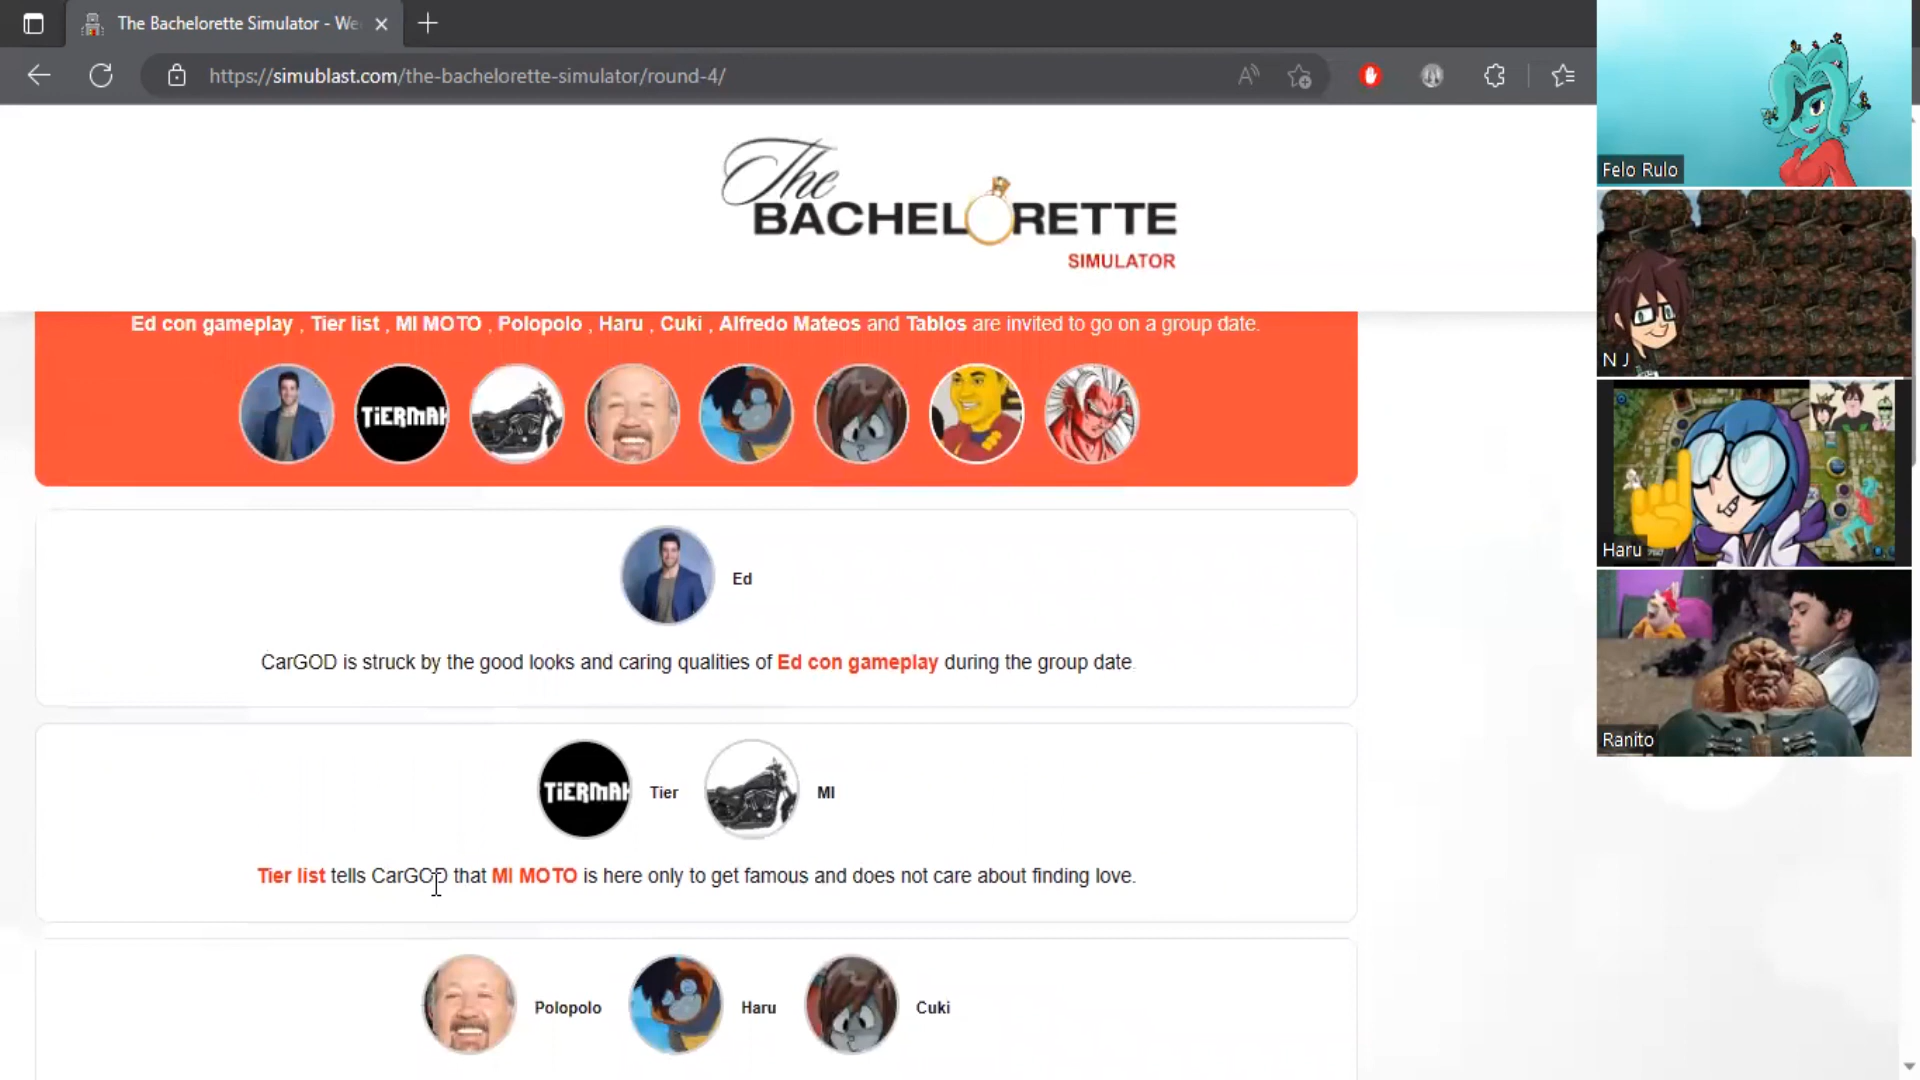 The Bachelorette Simulator - We
https://simublast.com/the-bachelorette-simulator/round-4/
The
BACHELORETTE
SIMULATOR
Ed con gameplay , Tier list , MI MOTO , Polopolo , Haru , Cuki , Alfredo Mateos and Tablos are invited to go on a group date.
TiERMAK
Ed
CarGOD is struck by the good looks and caring qualities of Ed con gameplay during the group date.
TiERMAK
Tier
MI
Tier list tells CarGOD that MI MOTO is here only to get famous and does not care about finding love.
Polopolo
Haru
Cuki
Felo Rulo
N J
Haru
Ranito